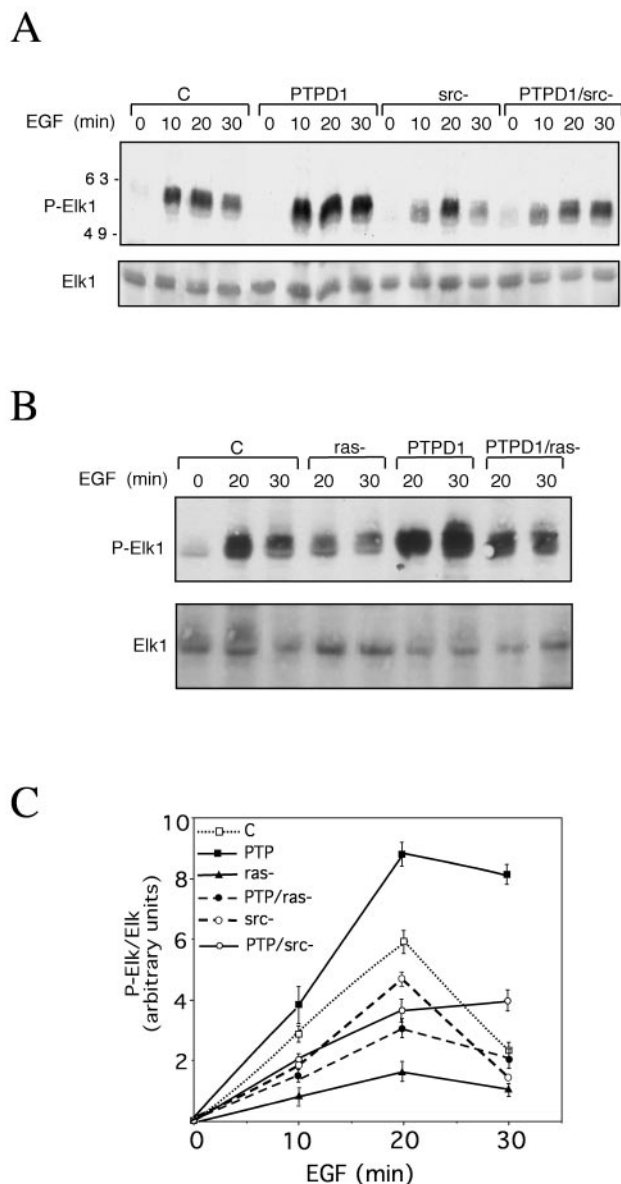 A
C PTPD1 src- PTPD1/src-
EGF (min) 0 10 20 30 0 10 20 30 0 10 20 30 0 10 20 30
63-
P-Elk1
49-
Elk1
B
C ras- PTPD1 PTPD1/ras-
EGF (min) 0 20 30 20 30 20 30 20 30
P-Elk1
Elk1
C
10
8
6
4
2
0 10 20 30
P-Elk/Elk
(arbitrary units)
C
PTP
ras-
PTP/ras-
src-
PTP/src-
EGF (min)